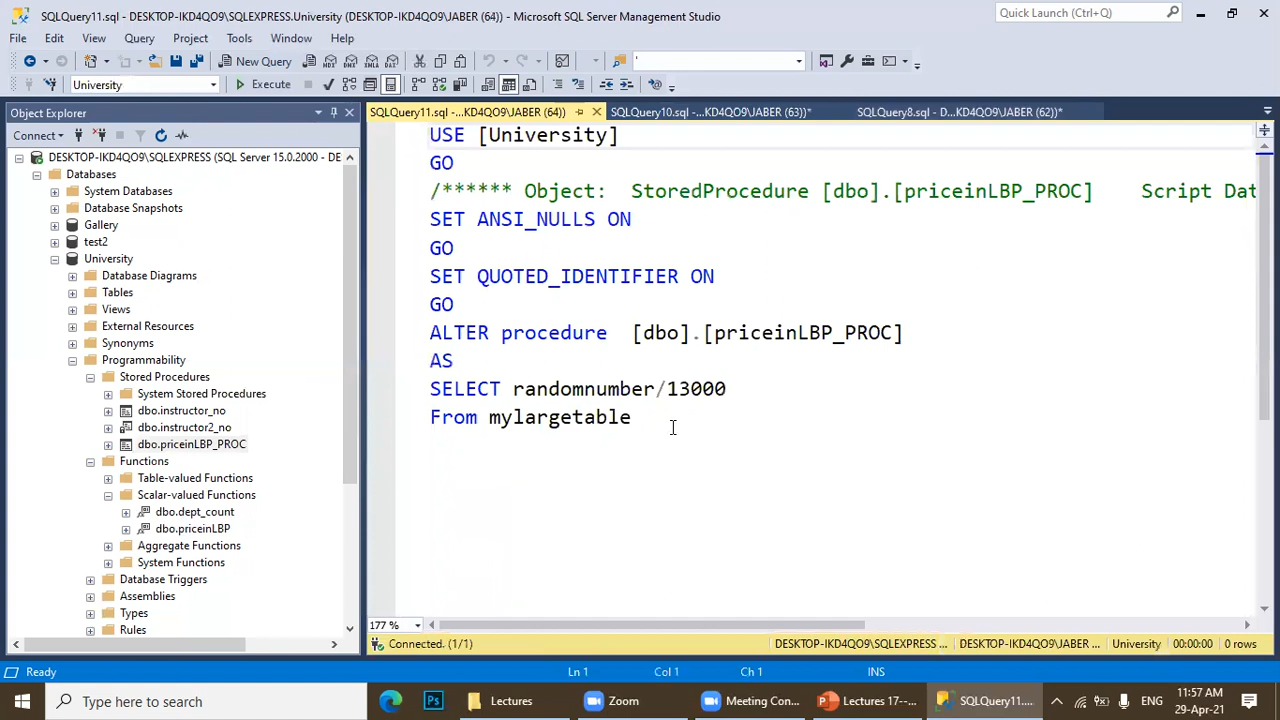 SQLQuery11.sql - DESKTOP-IKD4QO9\SQLEXPRESS.University (DESKTOP-IKD4QO9\JABER (64)) - Microsoft SQL Server Management Studio
Quick Launch (Ctrl+Q)
File Edit View Query Project Tools Window Help
New Query
University
Execute
Object Explorer
SQLQuery11.sql -...KD4QO9\JABER (64))
SQLQuery10.sql -...KD4QO9\JABER (63))*
SQLQuery8.sql - D...KD4QO9\JABER (62))*
Connect
DESKTOP-IKD4QO9\SQLEXPRESS (SQL Server 15.0.2000 - DE
Databases
System Databases
Database Snapshots
Gallery
test2
University
Database Diagrams
Tables
Views
External Resources
Synonyms
Programmability
Stored Procedures
System Stored Procedures
dbo.instructor_no
dbo.instructor2_no
dbo.priceinLBP_PROC
Functions
Table-valued Functions
Scalar-valued Functions
dbo.dept_count
dbo.priceinLBP
Aggregate Functions
System Functions
Database Triggers
Assemblies
Types
Rules
USE [University]
GO
/****** Object:  StoredProcedure [dbo].[priceinLBP_PROC]    Script Dat
SET ANSI_NULLS ON
GO
SET QUOTED_IDENTIFIER ON
GO
ALTER procedure  [dbo].[priceinLBP_PROC]
AS
SELECT randomnumber/13000
From mylargetable
177 %
Connected. (1/1)
DESKTOP-IKD4QO9\SQLEXPRESS ...
DESKTOP-IKD4QO9\JABER ...
University
00:00:00
0 rows
Ready
Ln 1
Col 1
Ch 1
INS
Type here to search
Lectures
Zoom
Meeting Con...
Lectures 17--...
SQLQuery11....
ENG
11:57 AM
29-Apr-21